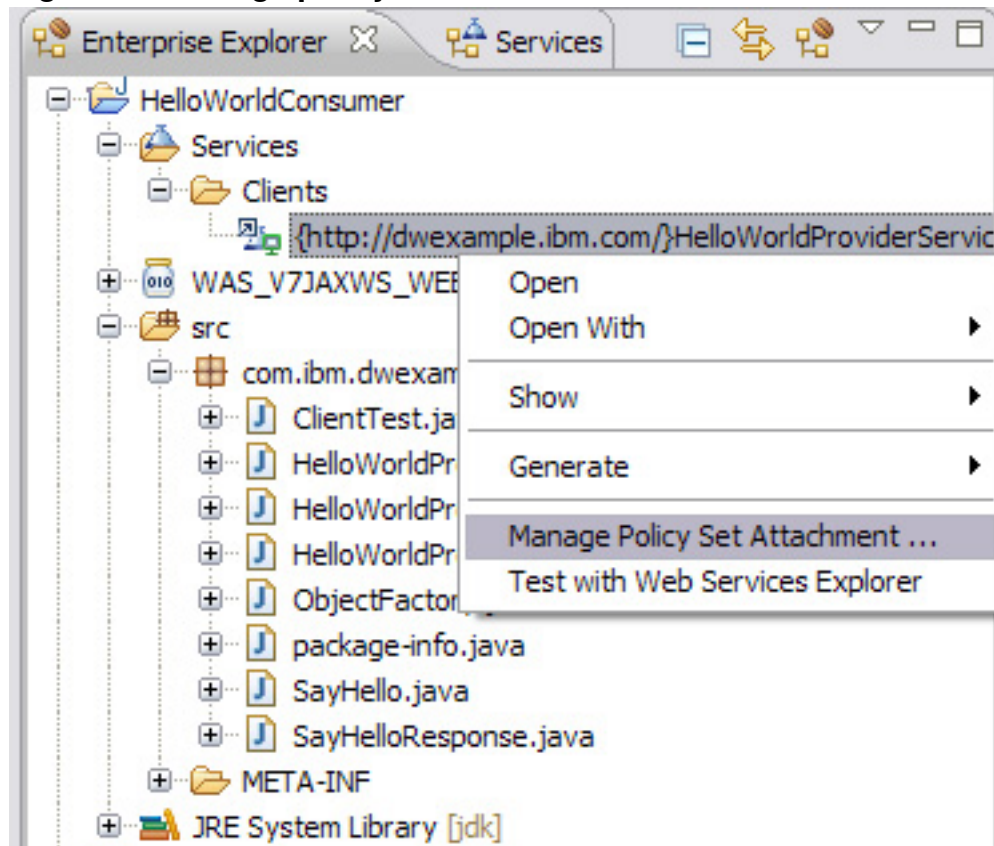 Enterprise Explorer Services
HelloWorldConsumer
Services
Clients
{http://dwexample.ibm.com/}HelloWorldProviderServic
WAS_V7JAXWS_WEB
Open
Open With
src
com.ibm.dwexam
Show
ClientTest.ja
HelloWorldPr
Generate
HelloWorldPr
Manage Policy Set Attachment ...
HelloWorldPr
Test with Web Services Explorer
ObjectFactor
package-info.java
SayHello.java
SayHelloResponse.java
META-INF
JRE System Library [jdk]